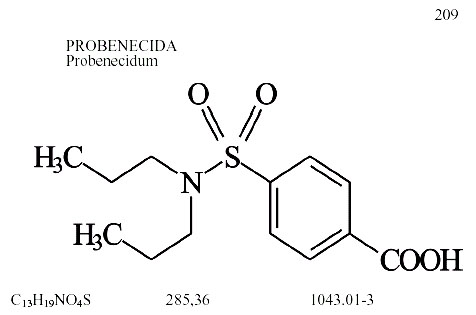 209
PROBENECIDA
Probenecidum
O O
H₃C
S
N
H₃C
COOH
C₁₃H₁₉NO₄S 285,36 1043.01-3